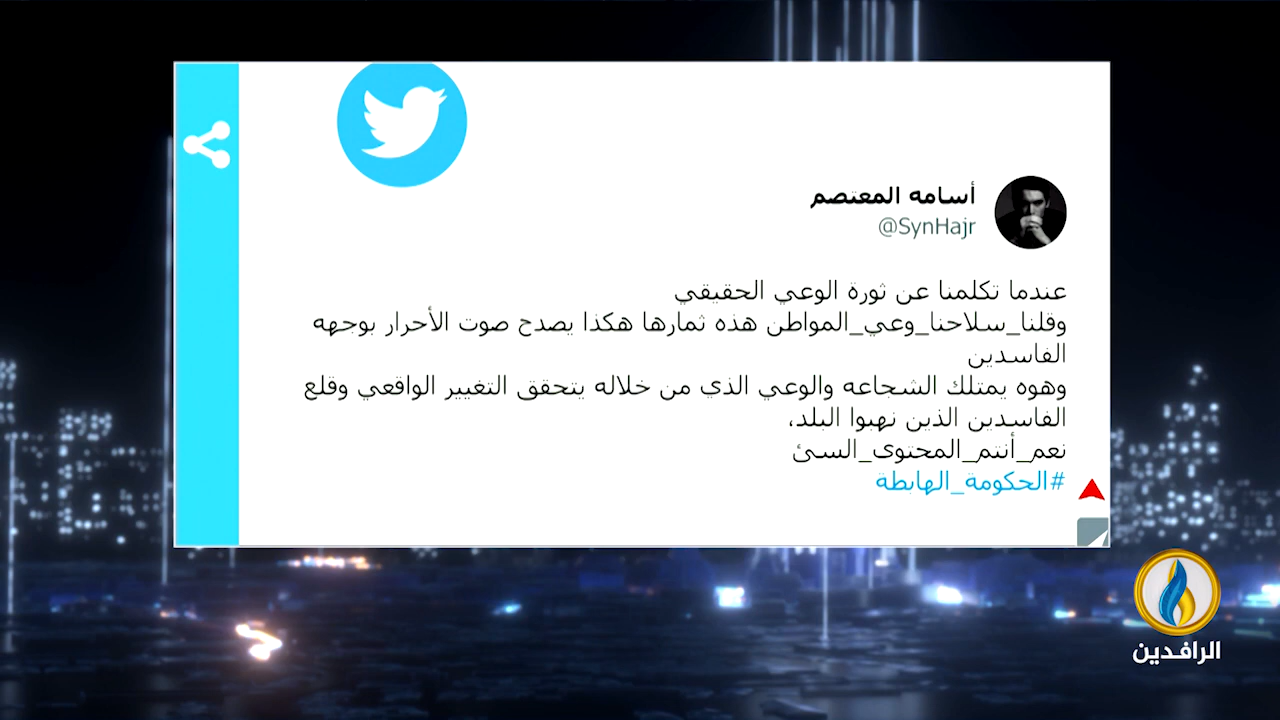 أسامه المعتصم
@SynHajr
عندما تكلمنا عن ثورة الوعي الحقيقي
وقلنا_سلاحنا_وعي_المواطن هذه ثمارها هكذا يصدح صوت الأحرار بوجهه
الفاسدين
وهوه يمتلك الشجاعه والوعي الذي من خلاله يتحقق التغيير الواقعي وقلع
الفاسدين الذين نهبوا البلد،
نعم_أنتم_المحتوى_السئ
#الحكومة_الهابطة
الرافدين